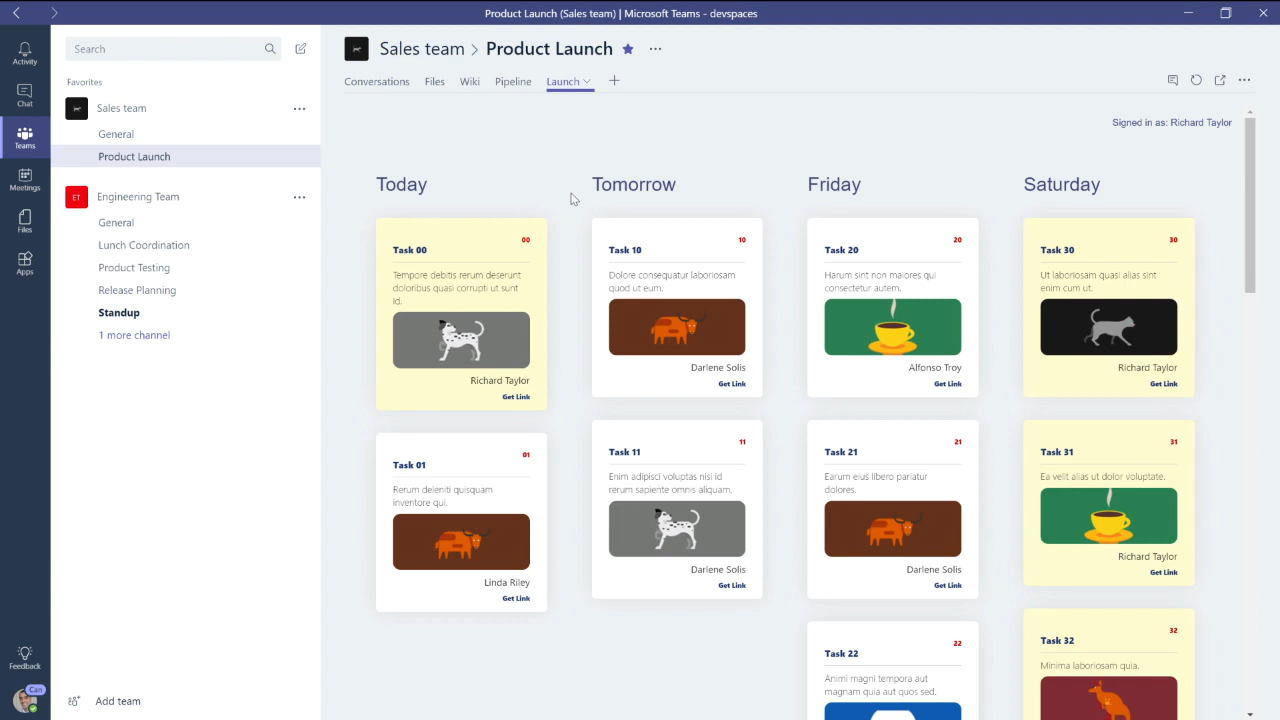 Product Launch (Sales team) | Microsoft Teams - devspaces
Activity
Chat
Teams
Meetings
Files
Apps
Feedback
Can
Search
Favorites
Sales team
General
Product Launch
ET
Engineering Team
General
Lunch Coordination
Product Testing
Release Planning
Standup
1 more channel
Add team
Sales team > Product Launch
Conversations Files Wiki Pipeline Launch
Signed in as: Richard Taylor
Today
00
Task 00
Tempore debitis rerum deserunt
doloribus quasi corrupti ut sunt
id.
Richard Taylor
Get Link
01
Task 01
Rerum deleniti quisquam
inventore qui.
Linda Riley
Get Link
Tomorrow
10
Task 10
Dolore consequatur laboriosam
quod ut eum.
Darlene Solis
Get Link
11
Task 11
Enim adipisci voluptas nisi id
rerum sapiente omnis aliquam.
Darlene Solis
Get Link
Friday
20
Task 20
Harum sint non maiores qui
consectetur autem.
Alfonso Troy
Get Link
21
Task 21
Earum eius libero pariatur
dolores.
Darlene Solis
Get Link
22
Task 22
Animi magni tempora aut
magnam quia aut quos sed.
Saturday
30
Task 30
Ut laboriosam quasi alias sint
enim cum ut.
Richard Taylor
Get Link
31
Task 31
Ea velit alias ut dolor voluptate.
Richard Taylor
Get Link
32
Task 32
Minima laboriosam quia.